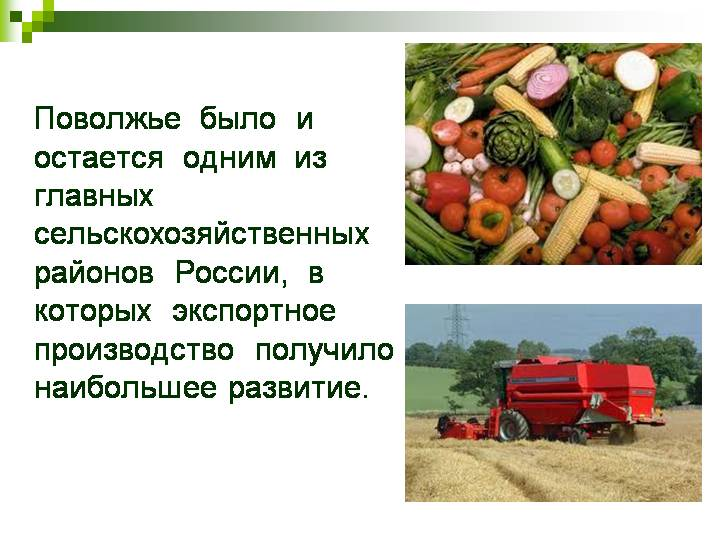 Поволжье было и
остается одним из
главных
сельскохозяйственных
районов России, в
которых экспортное
производство получило
наибольшее развитие.